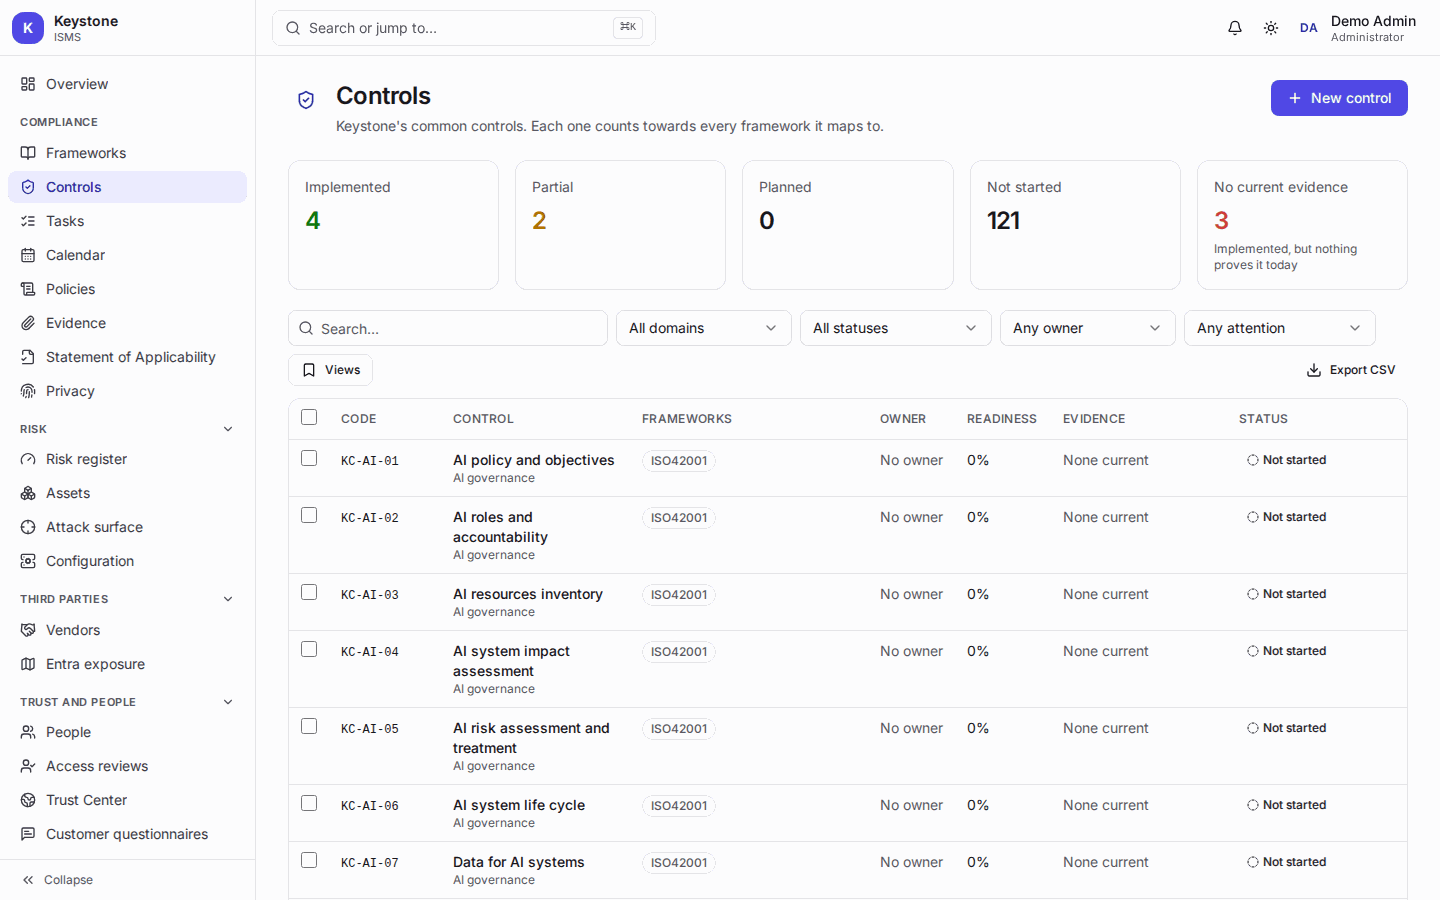 K
Keystone
ISMS
Search or jump to...
⌘K
DA
Demo Admin
Administrator
Overview
COMPLIANCE
Frameworks
Controls
Tasks
Calendar
Policies
Evidence
Statement of Applicability
Privacy
RISK
Risk register
Assets
Attack surface
Configuration
THIRD PARTIES
Vendors
Entra exposure
TRUST AND PEOPLE
People
Access reviews
Trust Center
Customer questionnaires
Collapse
Controls
Keystone's common controls. Each one counts towards every framework it maps to.
New control
Implemented
4
Partial
2
Planned
0
Not started
121
No current evidence
3
Implemented, but nothing
proves it today
Search...
All domains
All statuses
Any owner
Any attention
Views
Export CSV
CODE CONTROL FRAMEWORKS OWNER READINESS EVIDENCE STATUS
KC-AI-01 AI policy and objectives ISO42001 No owner 0% None current Not started
AI governance
KC-AI-02 AI roles and ISO42001 No owner 0% None current Not started
accountability
AI governance
KC-AI-03 AI resources inventory ISO42001 No owner 0% None current Not started
AI governance
KC-AI-04 AI system impact ISO42001 No owner 0% None current Not started
assessment
AI governance
KC-AI-05 AI risk assessment and ISO42001 No owner 0% None current Not started
treatment
AI governance
KC-AI-06 AI system life cycle ISO42001 No owner 0% None current Not started
AI governance
KC-AI-07 Data for AI systems ISO42001 No owner 0% None current Not started
AI governance